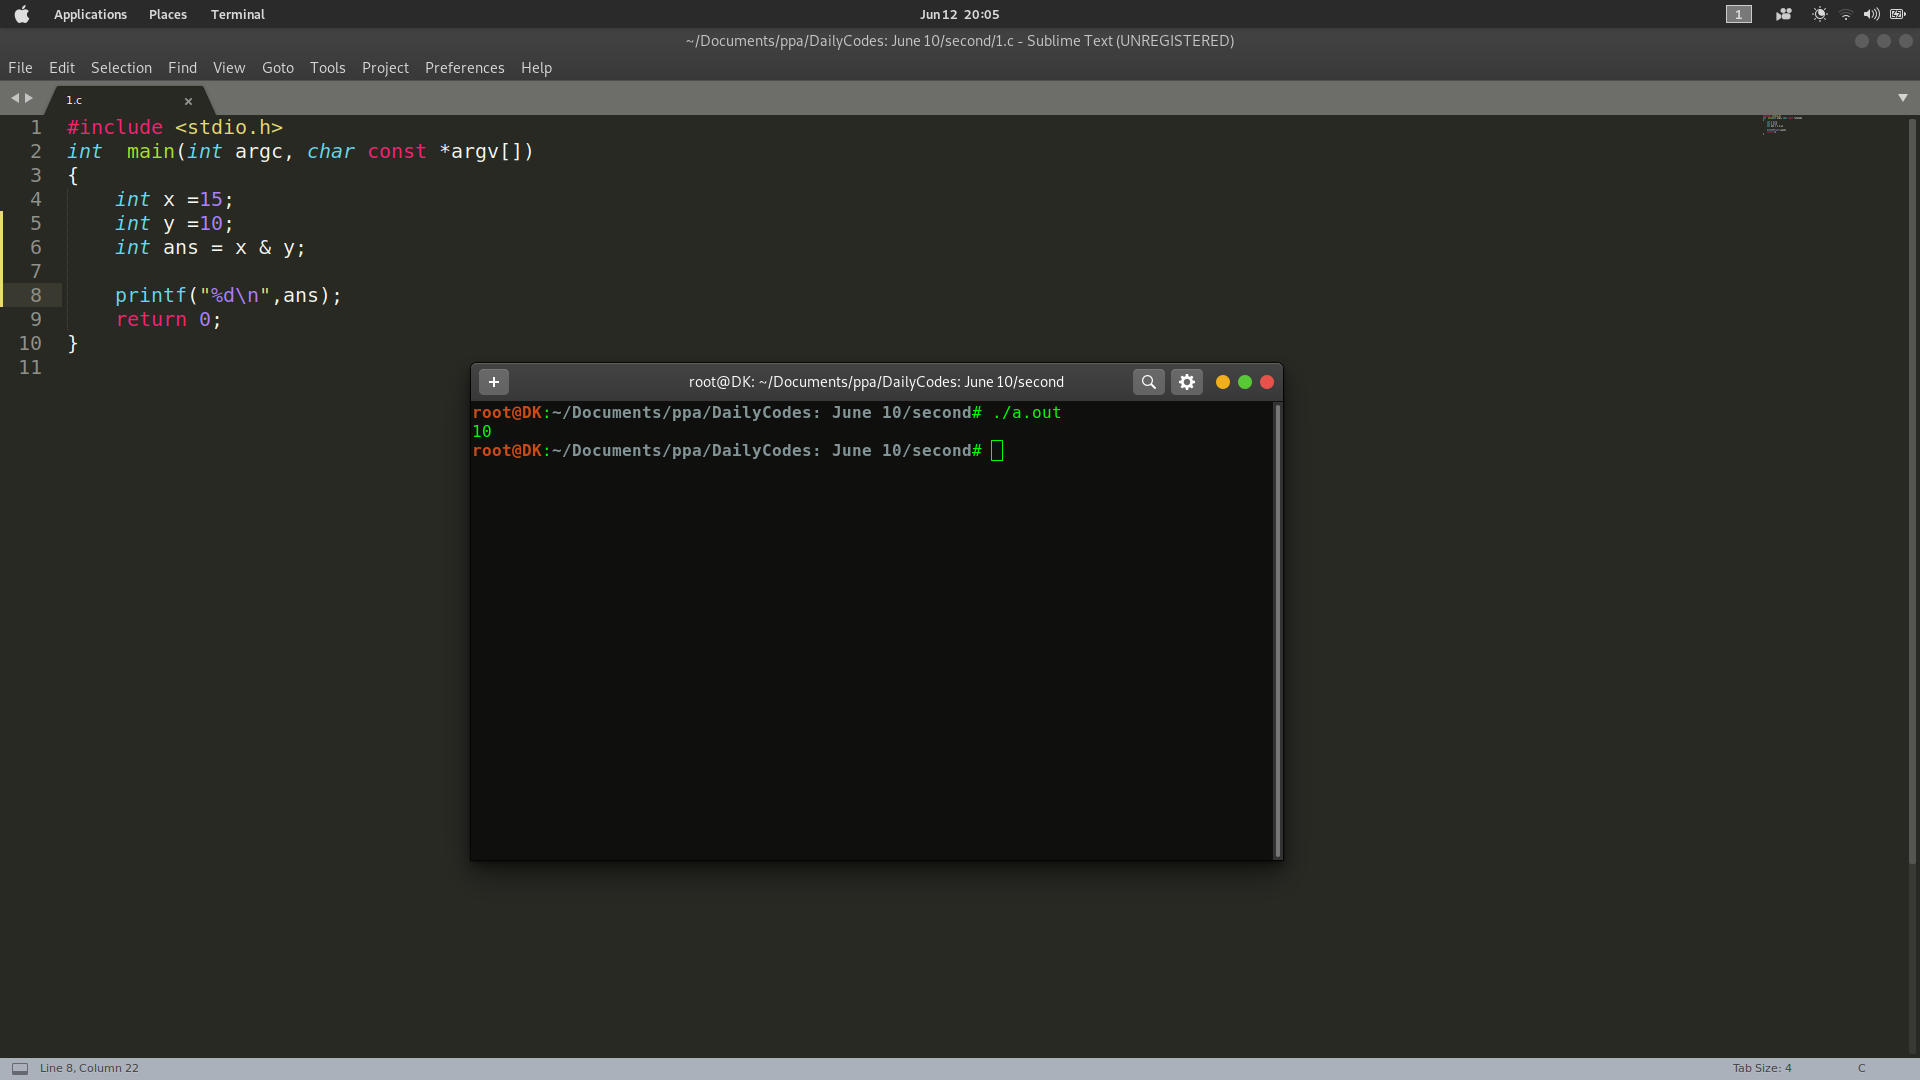 Applications Places Terminal Jun 12 20:05 1
~/Documents/ppa/DailyCodes: June 10/second/1.c - Sublime Text (UNREGISTERED)
File Edit Selection Find View Goto Tools Project Preferences Help
1.c ×
1 #include <stdio.h>
2 int  main(int argc, char const *argv[])
3 {
4     int x =15;
5     int y =10;
6     int ans = x & y;
7
8     printf("%d\n",ans);
9     return 0;
10 }
11
root@DK: ~/Documents/ppa/DailyCodes: June 10/second
root@DK:~/Documents/ppa/DailyCodes: June 10/second# ./a.out
10
root@DK:~/Documents/ppa/DailyCodes: June 10/second#
Line 8, Column 22 Tab Size: 4 C